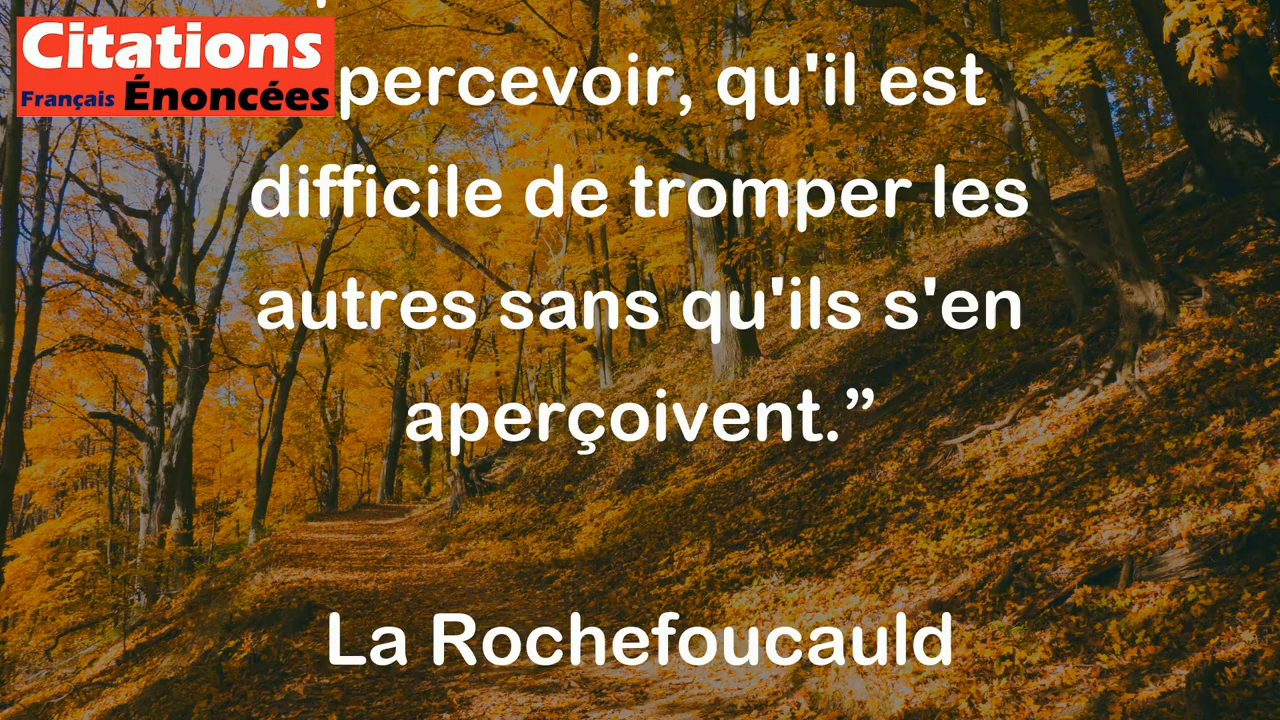 Citations
Français Énoncées
percevoir, qu'il est
difficile de tromper les
autres sans qu'ils s'en
aperçoivent.”
La Rochefoucauld